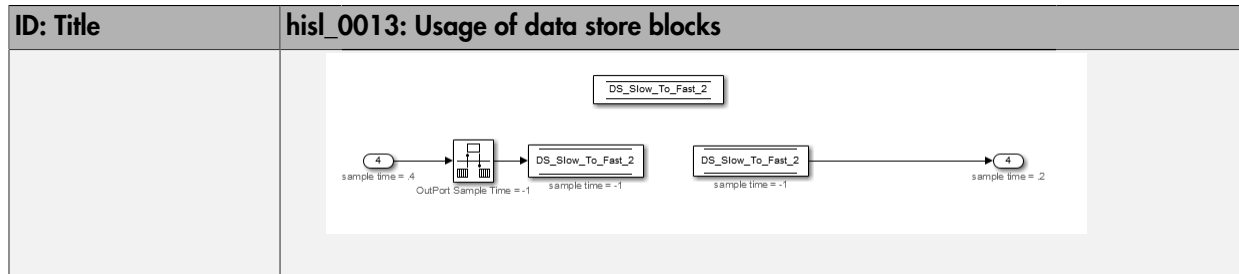 ID: Title
hisl_0013: Usage of data store blocks
DS_Slow_To_Fast_2
4
DS_Slow_To_Fast_2
DS_Slow_To_Fast_2
4
sample time = .4
OutPort Sample Time = -1
sample time = -1
sample time = -1
sample time = .2